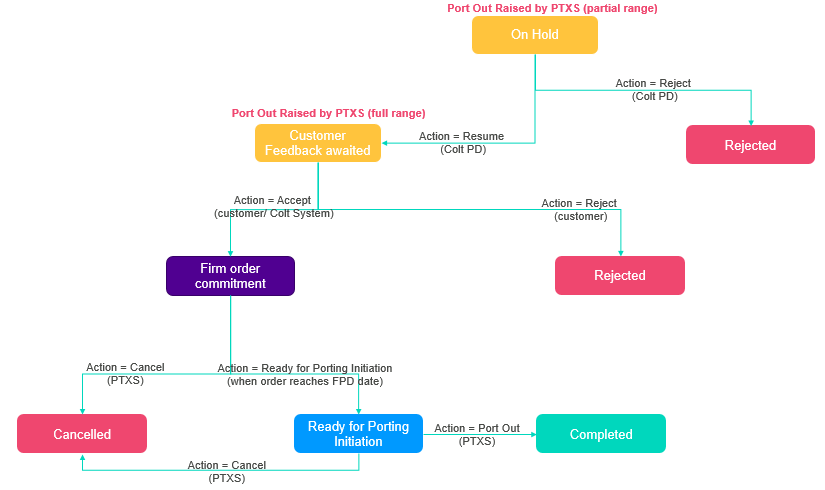 Port Out Raised by PTXS (partial range)
On Hold
Action = Reject
(Colt PD)
Port Out Raised by PTXS (full range)
Customer
Feedback awaited
Action = Resume
(Colt PD)
Rejected
Action = Accept
(customer/ Colt System)
Action = Reject
(customer)
Firm order
commitment
Rejected
Action = Cancel
(PTXS)
Action = Ready for Porting Initiation
(when order reaches FPD date)
Cancelled
Ready for Porting
Initiation
Action = Port Out
(PTXS)
Completed
Action = Cancel
(PTXS)